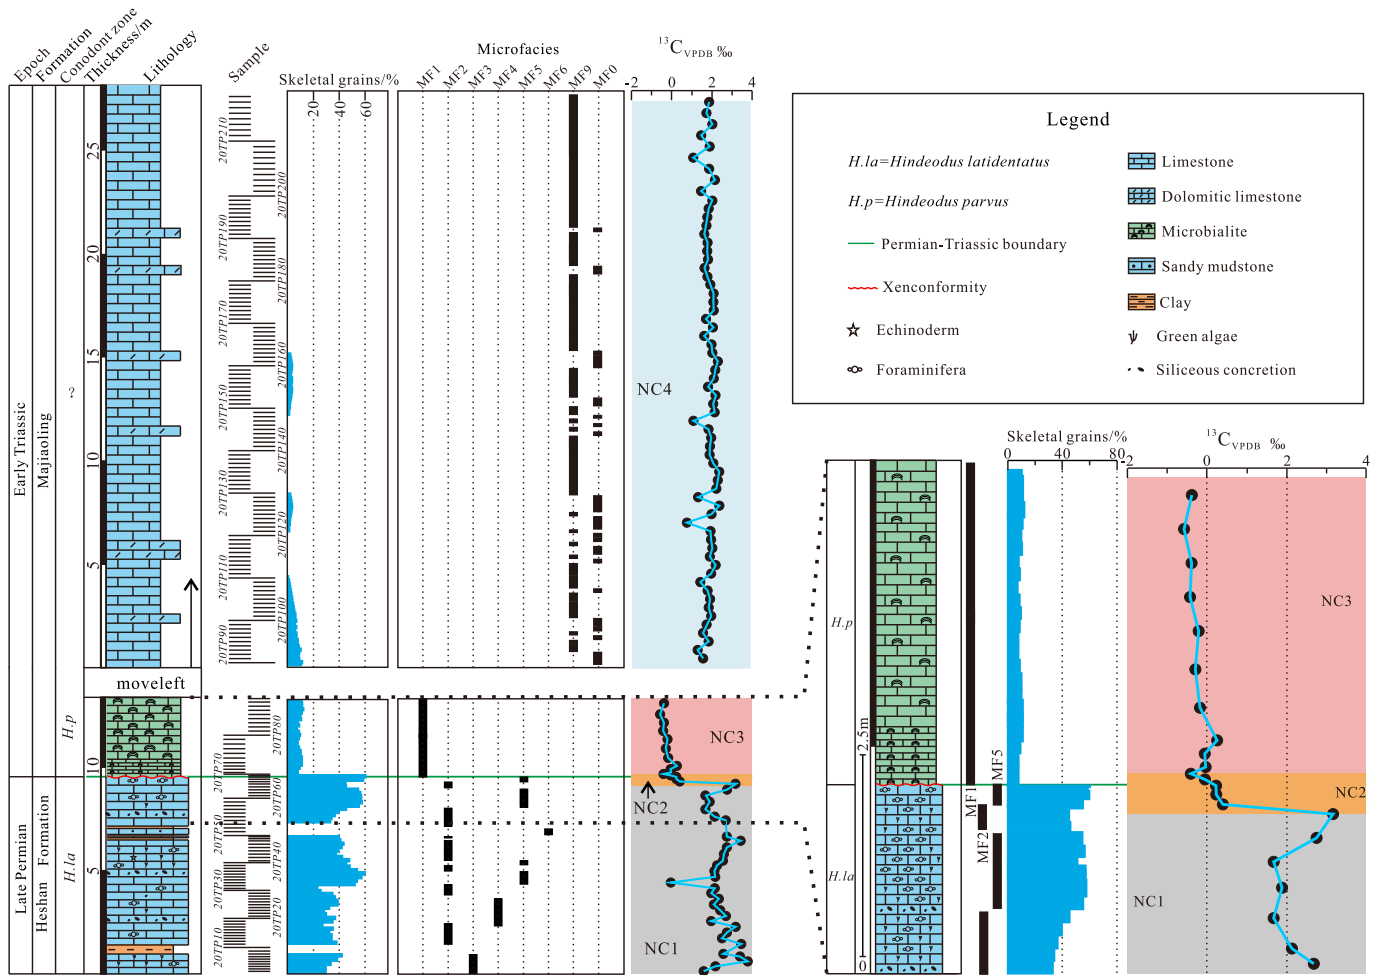 Epoch
Formation
Conodont zone
Thickness/m
Lithology
Sample
Skeletal grains/%
20
40
60
Microfacies
MF1
MF2
MF3
MF4
MF5
MF6
MF9
MF0
¹³C_VPDB ‰
-2
0
2
4
Early Triassic
Majiaoling
?
25
20
15
10
5
20TP210
20TP200
20TP190
20TP180
20TP170
20TP160
20TP150
20TP140
20TP130
20TP120
20TP110
20TP100
20TP90
NC4
moveleft
Late Permian
Heshan Formation
H.p
H.la
10
5
20TP80
20TP70
20TP60
20TP50
20TP40
20TP30
20TP20
20TP10
NC3
NC2
NC1
Legend
H.la=Hindeodus latidentatus
H.p=Hindeodus parvus
Permian-Triassic boundary
Xenconformity
Echinoderm
Foraminifera
Limestone
Dolomitic limestone
Microbialite
Sandy mudstone
Clay
Green algae
Siliceous concretion
Skeletal grains/%
0
40
80
¹³C_VPDB ‰
-2
0
2
4
H.p
H.la
2.5m
0
MF1
MF5
MF2
NC3
NC2
NC1